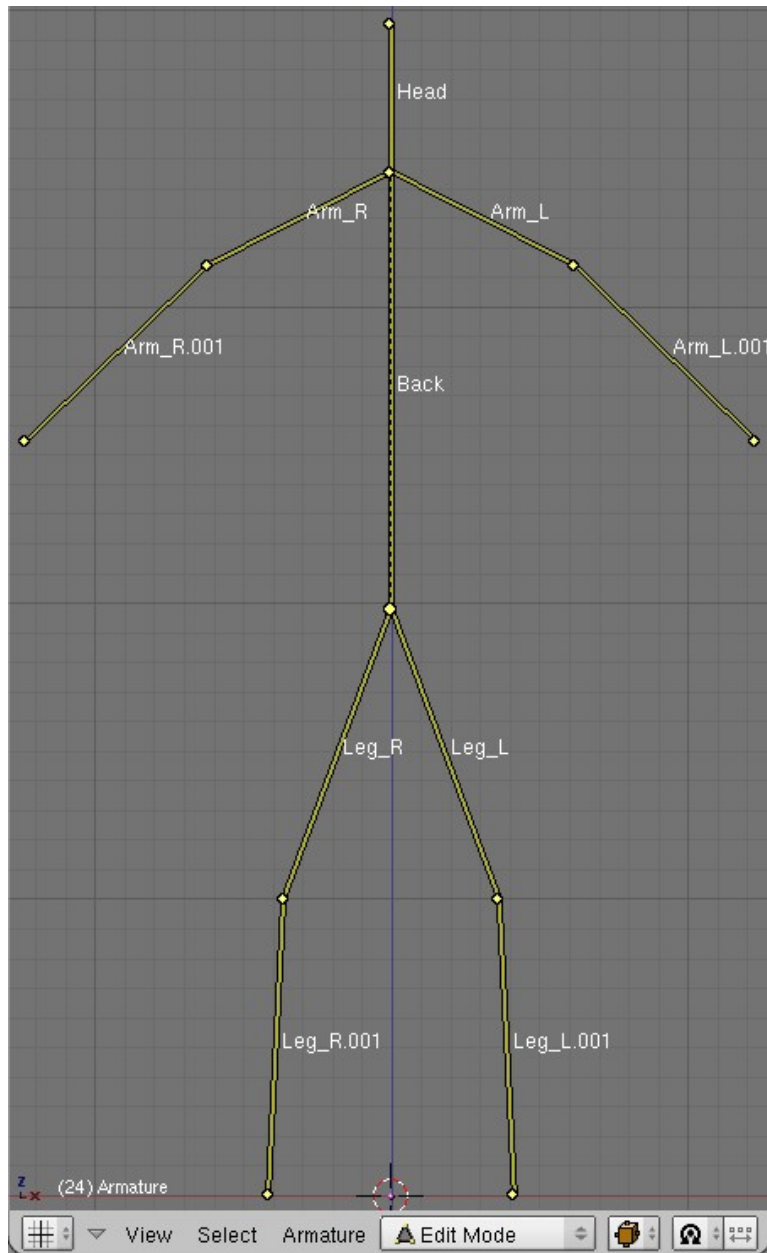 Head
Arm_R Arm_L
Arm_R.001 Arm_L.001
Back
Leg_R Leg_L
Leg_R.001 Leg_L.001
z
x
(24) Armature
View Select Armature Edit Mode